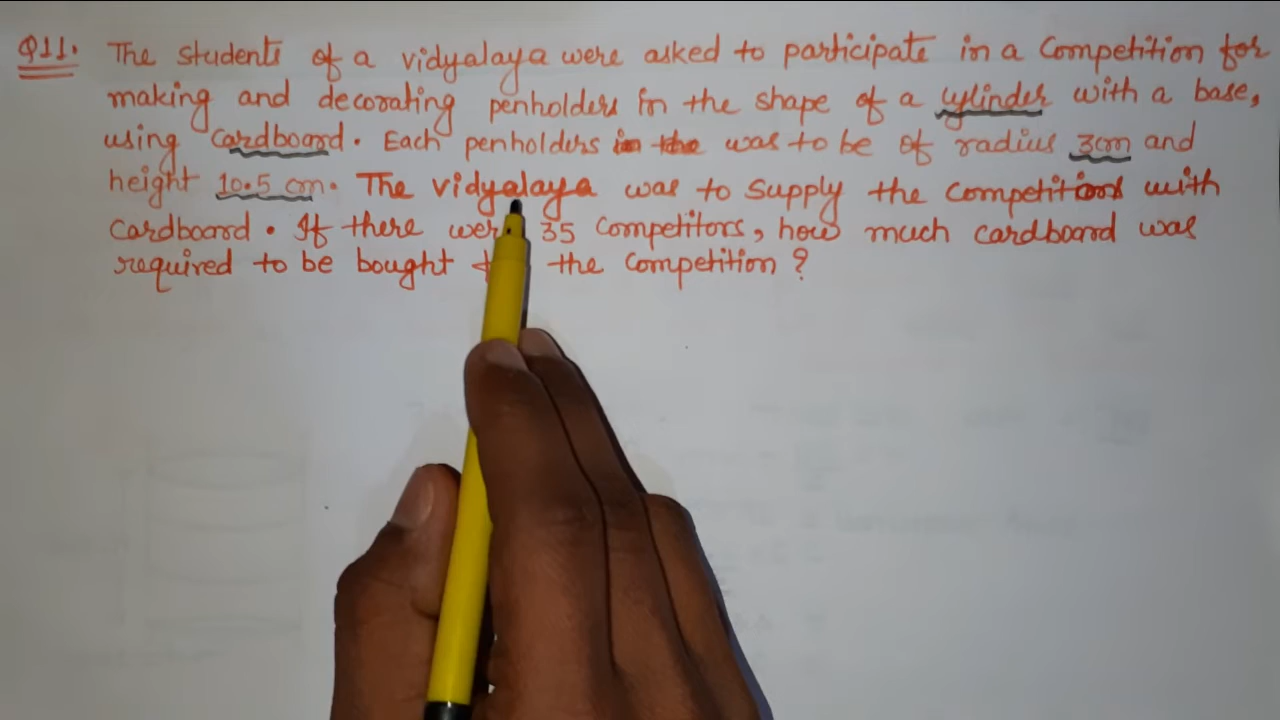 Q11. The students of a vidyalaya were asked to participate in a Competition for
making and decorating penholders in the shape of a cylinder with a base,
using cardboard. Each penholders in the was to be of radius 3cm and
height 10.5 cm. The vidyalaya was to supply the competitors with
cardboard. If there were 35 competitors, how much cardboard was
required to be bought the competition ?